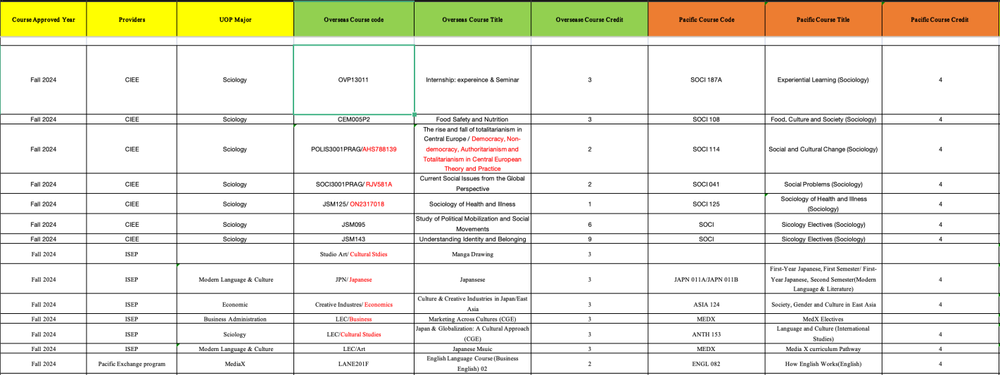 Course Approved Year Providers UOP Major Overseas Course code Overseas Course Title Oversease Course Credit Pacific Course Code Pacific Course Title Pacific Course Credit
Fall 2024 CIEE Sciology OVP13011 Internship: expereince & Seminar 3 SOCI 187A Experiential Learning (Sociology) 4
Fall 2024 CIEE Sciology CEM005P2 Food Safety and Nutrition 3 SOCI 108 Food, Culture and Society (Sociology) 4
The rise and fall of totalitarianism in
Central Europe / Democracy, Non-
Fall 2024 CIEE Sciology POLIS3001PRAG/AHS788139 democracy, Authoritarianism and 2 SOCI 114 Social and Cultural Change (Sociology) 4
Totalitarianism in Central European
Theory and Practice
Current Social Issues from the Global
Fall 2024 CIEE Sciology SOCI3001PRAG/ RJV581A 2 SOCI 041 Social Problems (Sociology) 4
Perspective
Sociology of Health and Illness
Fall 2024 CIEE Sciology JSM125/ ON2317018 Sociology of Health and Illness 1 SOCI 125 4
(Sociology)
Study of Political Mobilization and Social
Fall 2024 CIEE Sciology JSM095 6 SOCI Sicology Electives (Sociology) 4
Movements
Fall 2024 CIEE Sciology JSM143 Understanding Identity and Belonging 9 SOCI Sicology Electives (Sociology) 4
Fall 2024 ISEP Studio Art/ Cultural Stdies Manga Drawing 3
First-Year Japanese, First Semester/ First-
Fall 2024 ISEP Modern Language & Culture JPN/ Japanese Japansese 3 JAPN 011A/JAPN 011B Year Japanese, Second Semester(Modern 4
Language & Literature)
Culture & Creative Industries in Japan/East
Fall 2024 ISEP Economic Creative Industres/ Economics 3 ASIA 124 Society, Gender and Culture in East Asia 4
Asia
Fall 2024 ISEP Business Administration LEC/Business Marketing Across Cultures (CGE) 3 MEDX MedX Electives
Japan & Globalization: A Cultural Approach Language and Culture (International
Fall 2024 ISEP Sciology LEC/Cultural Studies 3 ANTH 153 4
(CGE) Studies)
Fall 2024 ISEP Modern Language & Culture LEC/Art Japanese Msuic 3 MEDX Media X curriculum Pathway 4
English Language Course (Business
Fall 2024 Pacific Exchange program MediaX LANE201F 2 ENGL 082 How English Works(English) 4
English) 02